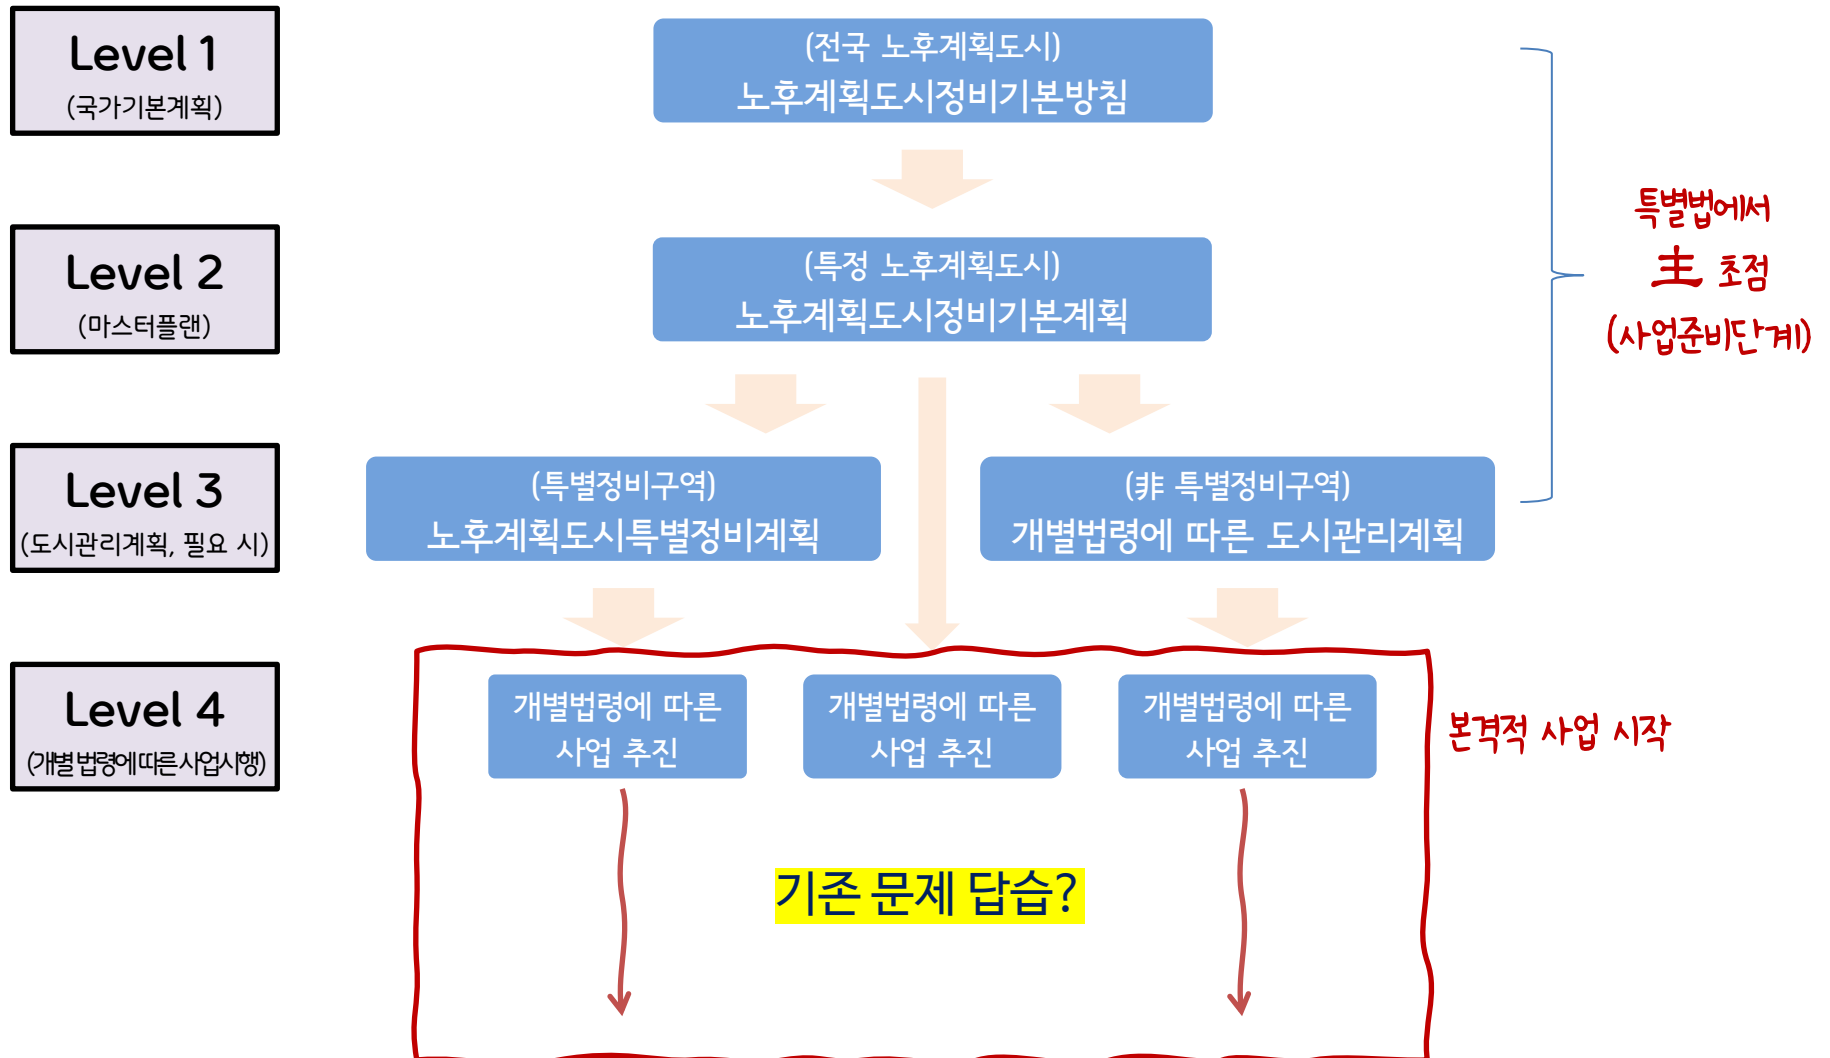 Level 1
(국가기본계획)
(전국 노후계획도시)
노후계획도시정비기본방침
특별법에서
主 초점
(사업준비단계)
Level 2
(마스터플랜)
(특정 노후계획도시)
노후계획도시정비기본계획
Level 3
(도시관리계획, 필요 시)
(특별정비구역)
노후계획도시특별정비계획
(非 특별정비구역)
개별법령에 따른 도시관리계획
Level 4
(개별 법령에 따른 사업시행)
개별법령에 따른
사업 추진
개별법령에 따른
사업 추진
개별법령에 따른
사업 추진
본격적 사업 시작
기존 문제 답습?